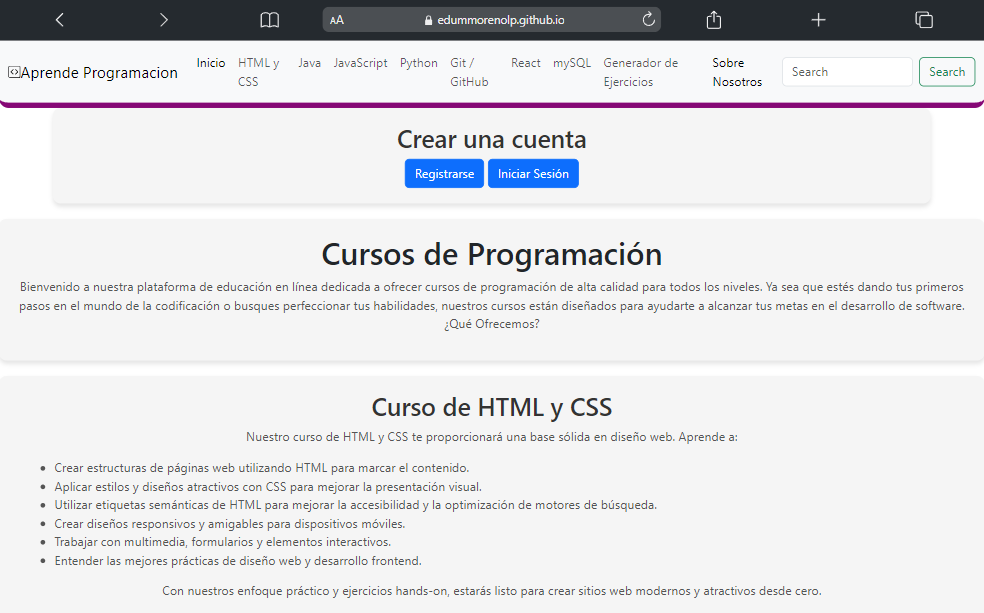 AA edummorenolp.github.io
Aprende Programacion
Inicio
HTML y
CSS
Java
JavaScript
Python
Git /
GitHub
React
mySQL
Generador de
Ejercicios
Sobre
Nosotros
Search
Search
Crear una cuenta
Registrarse
Iniciar Sesión
Cursos de Programación
Bienvenido a nuestra plataforma de educación en línea dedicada a ofrecer cursos de programación de alta calidad para todos los niveles. Ya sea que estés dando tus primeros
pasos en el mundo de la codificación o busques perfeccionar tus habilidades, nuestros cursos están diseñados para ayudarte a alcanzar tus metas en el desarrollo de software.
¿Qué Ofrecemos?
Curso de HTML y CSS
Nuestro curso de HTML y CSS te proporcionará una base sólida en diseño web. Aprende a:
• Crear estructuras de páginas web utilizando HTML para marcar el contenido.
• Aplicar estilos y diseños atractivos con CSS para mejorar la presentación visual.
• Utilizar etiquetas semánticas de HTML para mejorar la accesibilidad y la optimización de motores de búsqueda.
• Crear diseños responsivos y amigables para dispositivos móviles.
• Trabajar con multimedia, formularios y elementos interactivos.
• Entender las mejores prácticas de diseño web y desarrollo frontend.
Con nuestros enfoque práctico y ejercicios hands-on, estarás listo para crear sitios web modernos y atractivos desde cero.